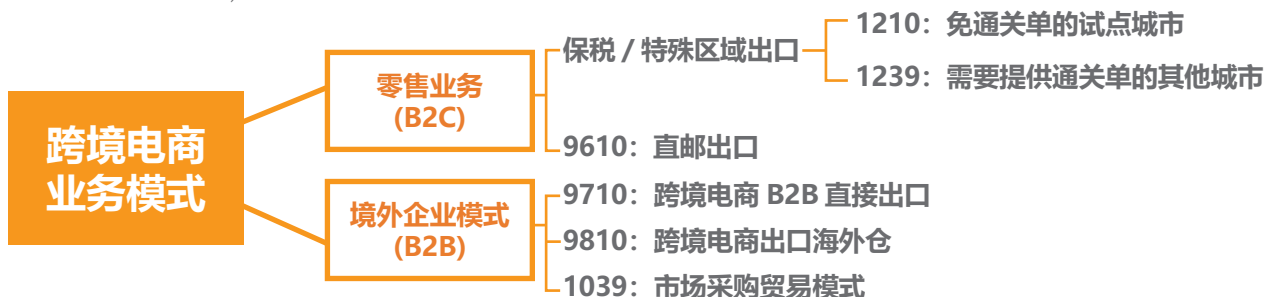 跨境电商
业务模式
零售业务
(B2C)
保税 / 特殊区域出口
1210：免通关单的试点城市
1239：需要提供通关单的其他城市
9610：直邮出口
境外企业模式
(B2B)
9710：跨境电商 B2B 直接出口
9810：跨境电商出口海外仓
1039：市场采购贸易模式